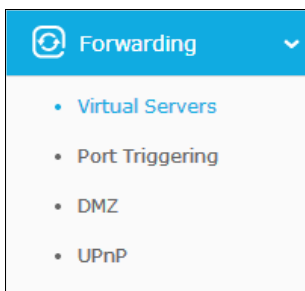 Forwarding
• Virtual Servers
• Port Triggering
• DMZ
• UPnP